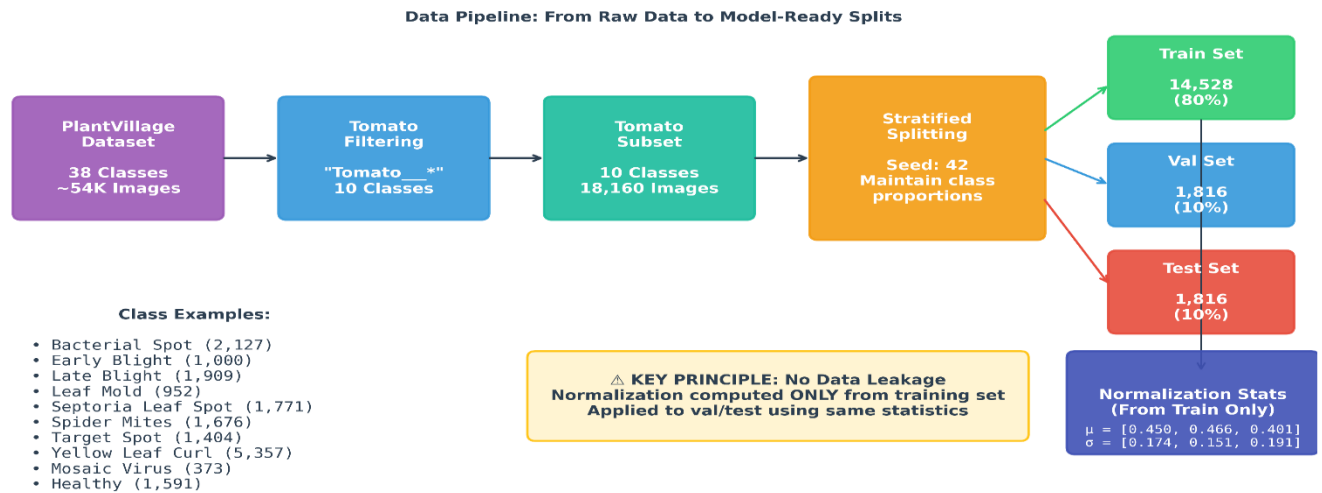 Data Pipeline: From Raw Data to Model-Ready Splits
PlantVillage
Dataset
38 Classes
~54K Images
Tomato
Filtering
"Tomato___*"
10 Classes
Tomato
Subset
10 Classes
18,160 Images
Stratified
Splitting
Seed: 42
Maintain class
proportions
Train Set
14,528
(80%)
Val Set
1,816
(10%)
Test Set
1,816
(10%)
Class Examples:
• Bacterial Spot (2,127)
• Early Blight (1,000)
• Late Blight (1,909)
• Leaf Mold (952)
• Septoria Leaf Spot (1,771)
• Spider Mites (1,676)
• Target Spot (1,404)
• Yellow Leaf Curl (5,357)
• Mosaic Virus (373)
• Healthy (1,591)
⚠ KEY PRINCIPLE: No Data Leakage
Normalization computed ONLY from training set
Applied to val/test using same statistics
Normalization Stats
(From Train Only)
μ = [0.450, 0.466, 0.401]
σ = [0.174, 0.151, 0.191]